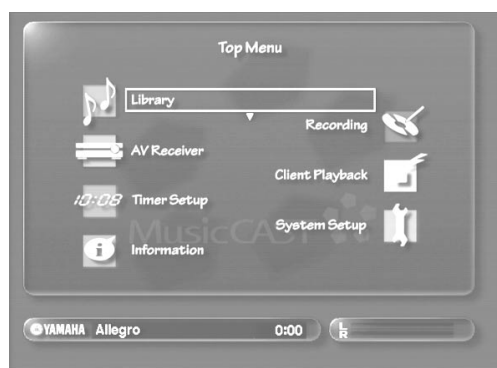 Top Menu
Library
Recording
AV Receiver
Client Playback
10:08 Timer Setup
System Setup
MusicCAST
Information
YAMAHA Allegro 0:00 L R